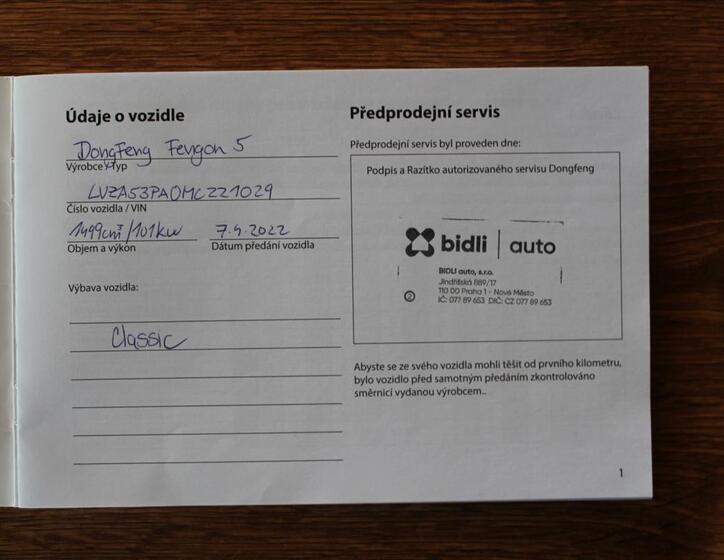 Údaje o vozidle
DongFeng Fengon 5
Výrobce/Typ
LVZA53PA0MCZZ1029
Číslo vozidla / VIN
1499cm³/101kW
7.4.2022
Objem a výkon
Dátum předání vozidla
Výbava vozidla:
Classic
Předprodejní servis
Předprodejní servis byl proveden dne:
Podpis a Razítko autorizovaného servisu Dongfeng
bidli | auto
BIDLI auto, s.r.o.
Jindřišská 889/17
110 00 Praha 1 - Nové Město
IČ: 077 89 653 DIČ: CZ 077 89 653
2
Abyste se ze svého vozidla mohli těšit od prvního kilometru,
bylo vozidlo před samotným předáním zkontrolováno
směrnicí vydanou výrobcem..
1